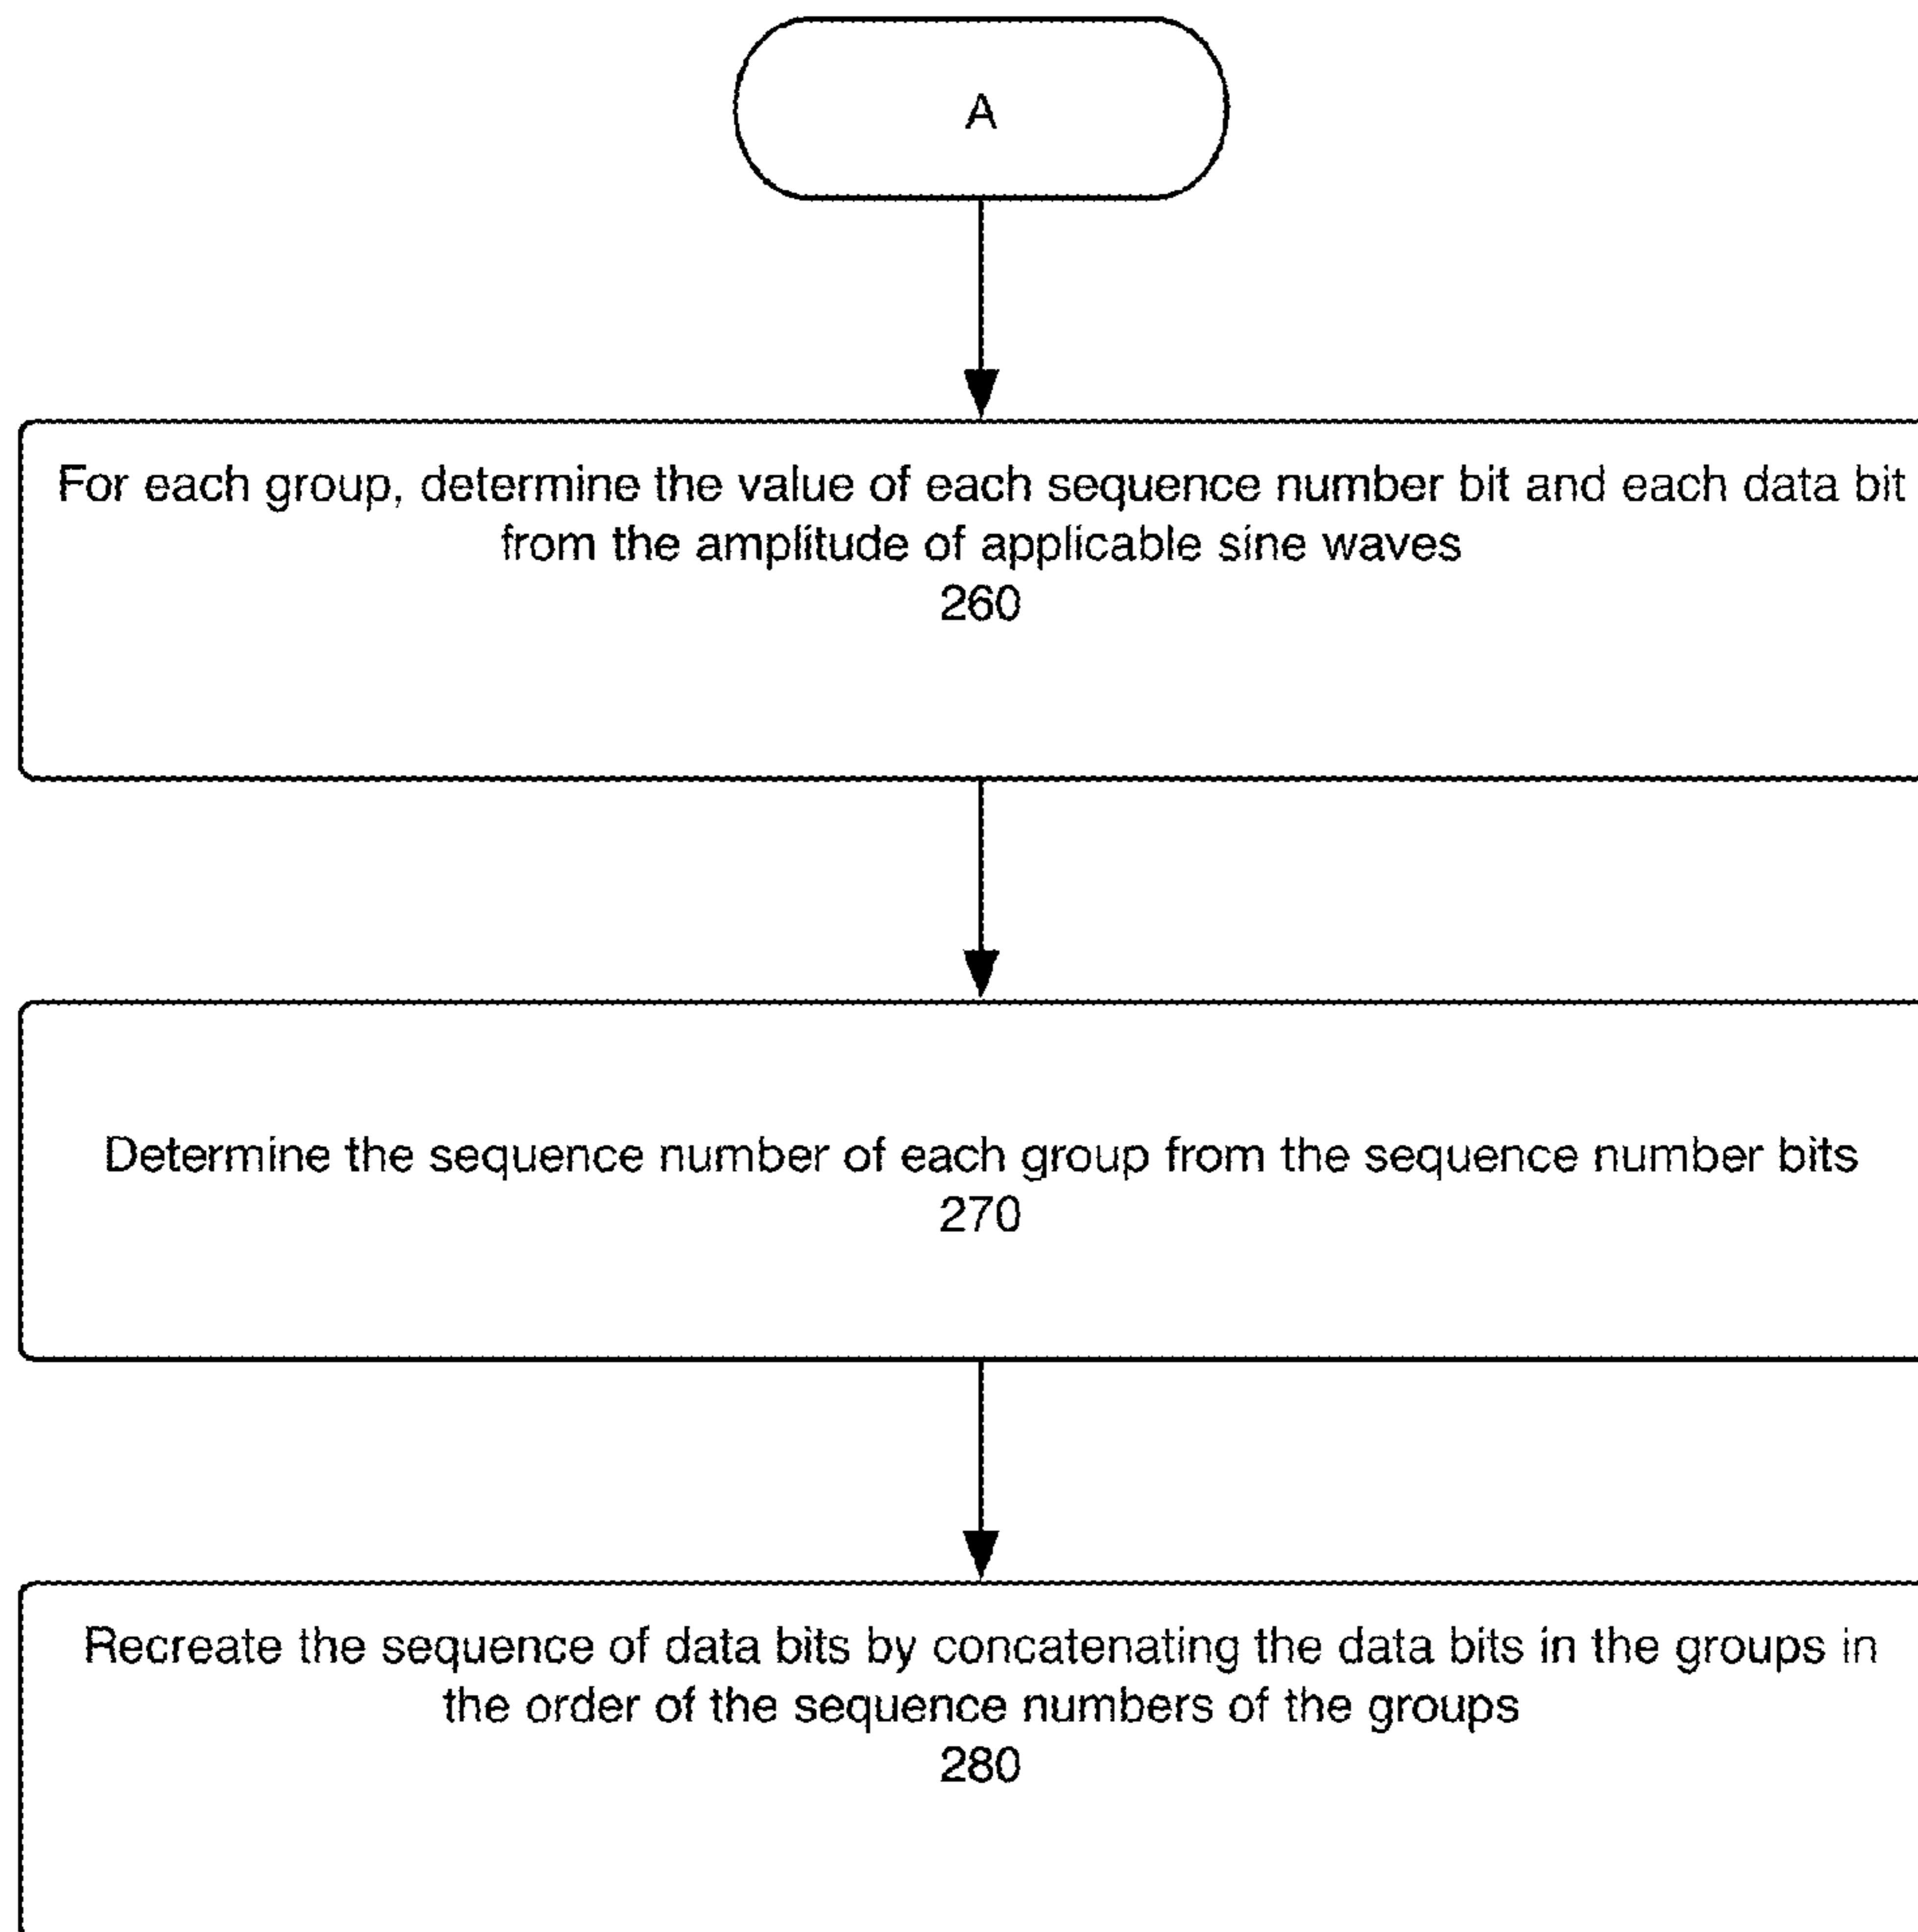 A
For each group, determine the value of each sequence number bit and each data bit
from the amplitude of applicable sine waves
260
Determine the sequence number of each group from the sequence number bits
270
Recreate the sequence of data bits by concatenating the data bits in the groups in
the order of the sequence numbers of the groups
280